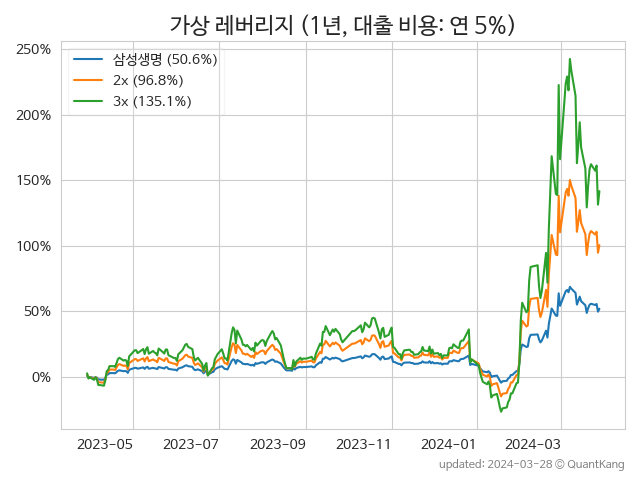 가상 레버리지 (1년, 대출 비용: 연 5%)
250%
200%
150%
100%
50%
0%
삼성생명 (50.6%)
2x (96.8%)
3x (135.1%)
2023-05 2023-07 2023-09 2023-11 2024-01 2024-03
updated: 2024-03-28 © QuantKang